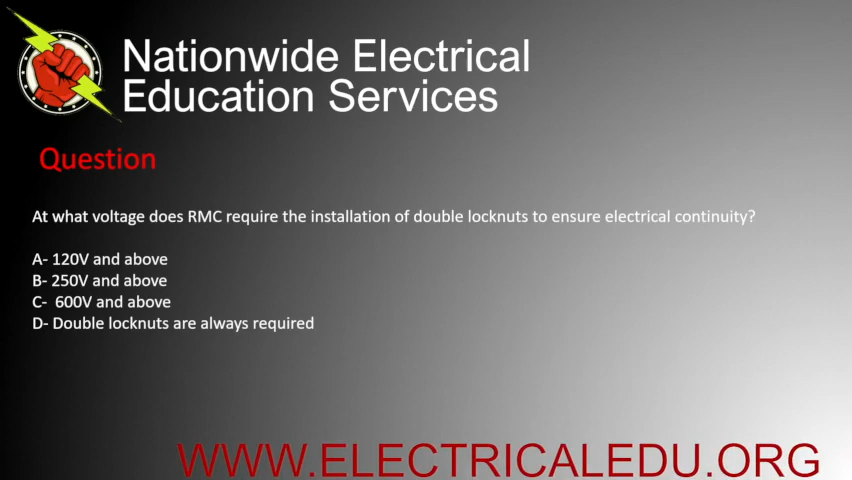 Nationwide Electrical
Education Services
Question
At what voltage does RMC require the installation of double locknuts to ensure electrical continuity?
A- 120V and above
B- 250V and above
C-  600V and above
D- Double locknuts are always required
WWW.ELECTRICALEDU.ORG